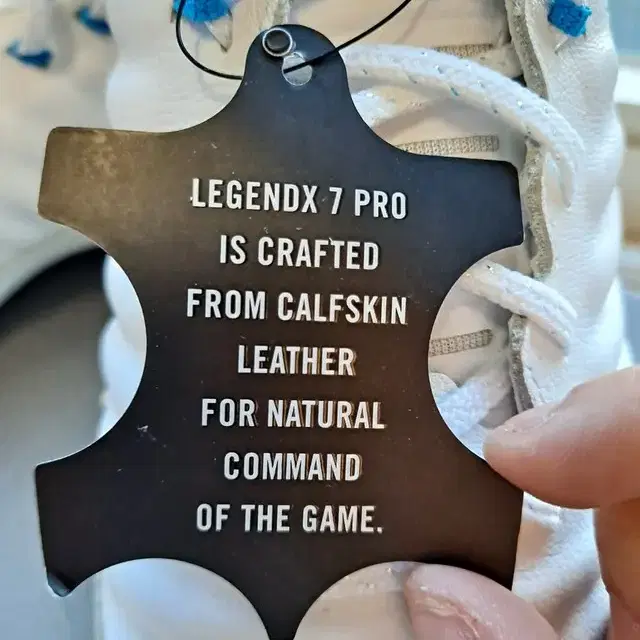 LEGENDX 7 PRO
IS CRAFTED
FROM CALFSKIN
LEATHER
FOR NATURAL
COMMAND
OF THE GAME.